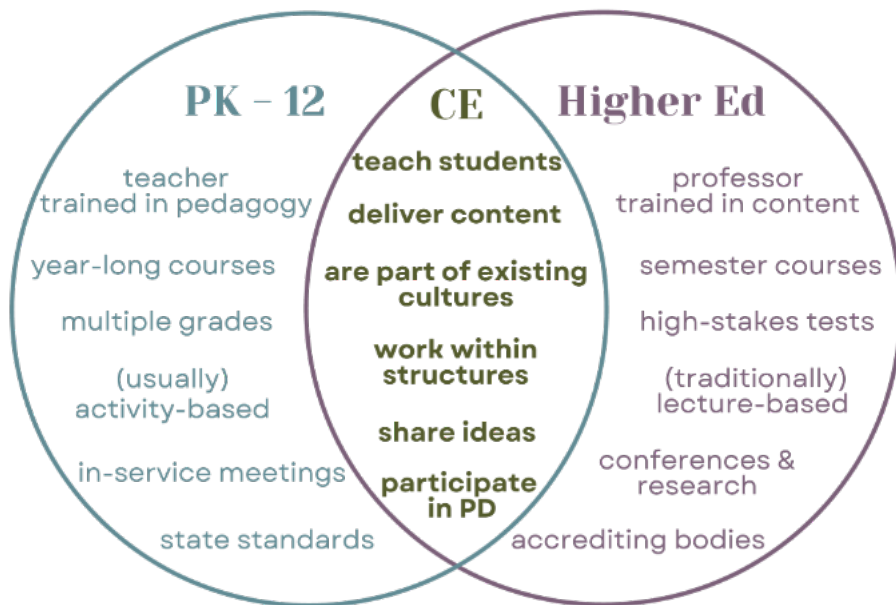 PK – 12
teacher
trained in pedagogy
year-long courses
multiple grades
(usually)
activity-based
in-service meetings
state standards
CE
teach students
deliver content
are part of existing
cultures
work within
structures
share ideas
participate
in PD
Higher Ed
professor
trained in content
semester courses
high-stakes tests
(traditionally)
lecture-based
conferences &
research
accrediting bodies